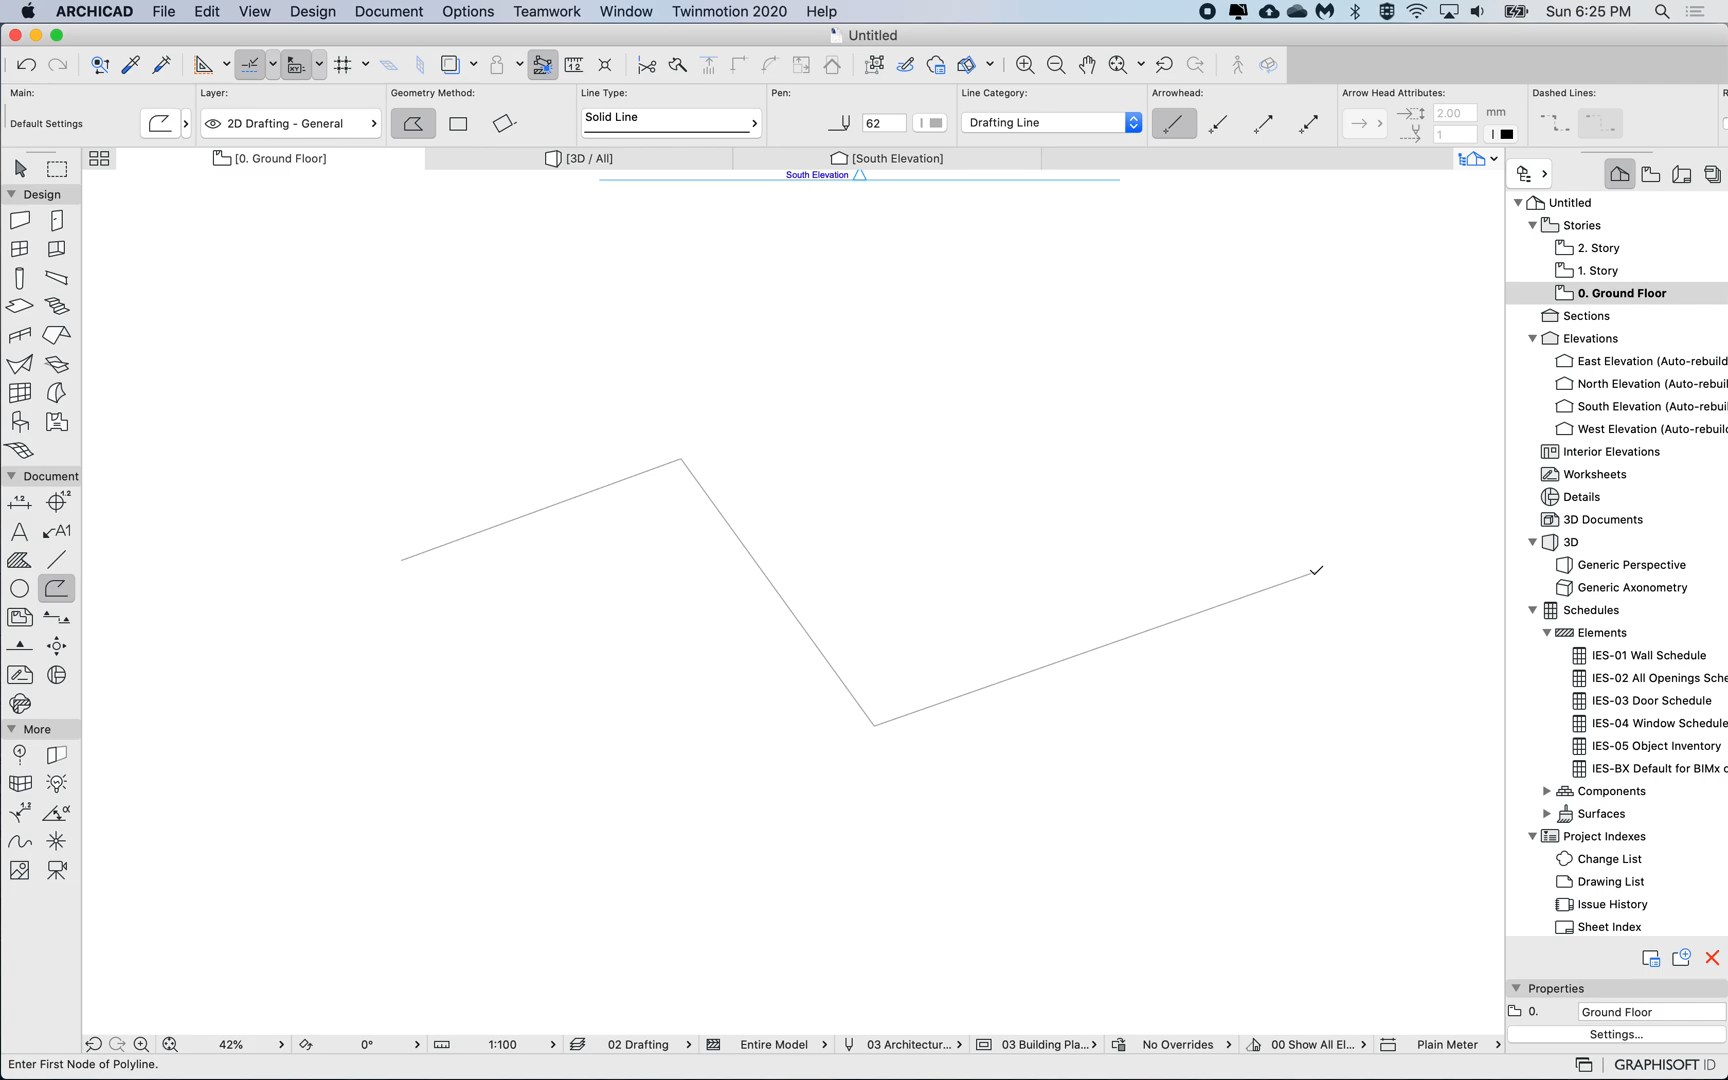 ARCHICAD File Edit View Design Document Options Teamwork Window Twinmotion 2020 Help Sun 6:25 PM
Untitled
Main: Layer: Geometry Method: Line Type: Pen: Line Category: Arrowhead: Arrow Head Attributes: Dashed Lines: R
Default Settings 2D Drafting - General Solid Line 62 Drafting Line 2.00 mm
1
[0. Ground Floor] [3D / All] [South Elevation]
South Elevation
Design
Document
1.2 1.2
A A1
More
1.2 α
Untitled
Stories
2. Story
1. Story
0. Ground Floor
Sections
Elevations
East Elevation (Auto-rebuild
North Elevation (Auto-rebui
South Elevation (Auto-rebui
West Elevation (Auto-rebuild
Interior Elevations
Worksheets
Details
3D Documents
3D
Generic Perspective
Generic Axonometry
Schedules
Elements
IES-01 Wall Schedule
IES-02 All Openings Sche
IES-03 Door Schedule
IES-04 Window Schedule
IES-05 Object Inventory
IES-BX Default for BIMx o
Components
Surfaces
Project Indexes
Change List
Drawing List
Issue History
Sheet Index
Properties
0. Ground Floor
Settings...
42% 0° 1:100 02 Drafting Entire Model 03 Architectur... 03 Building Pla... No Overrides 00 Show All El... Plain Meter
Enter First Node of Polyline. GRAPHISOFT ID